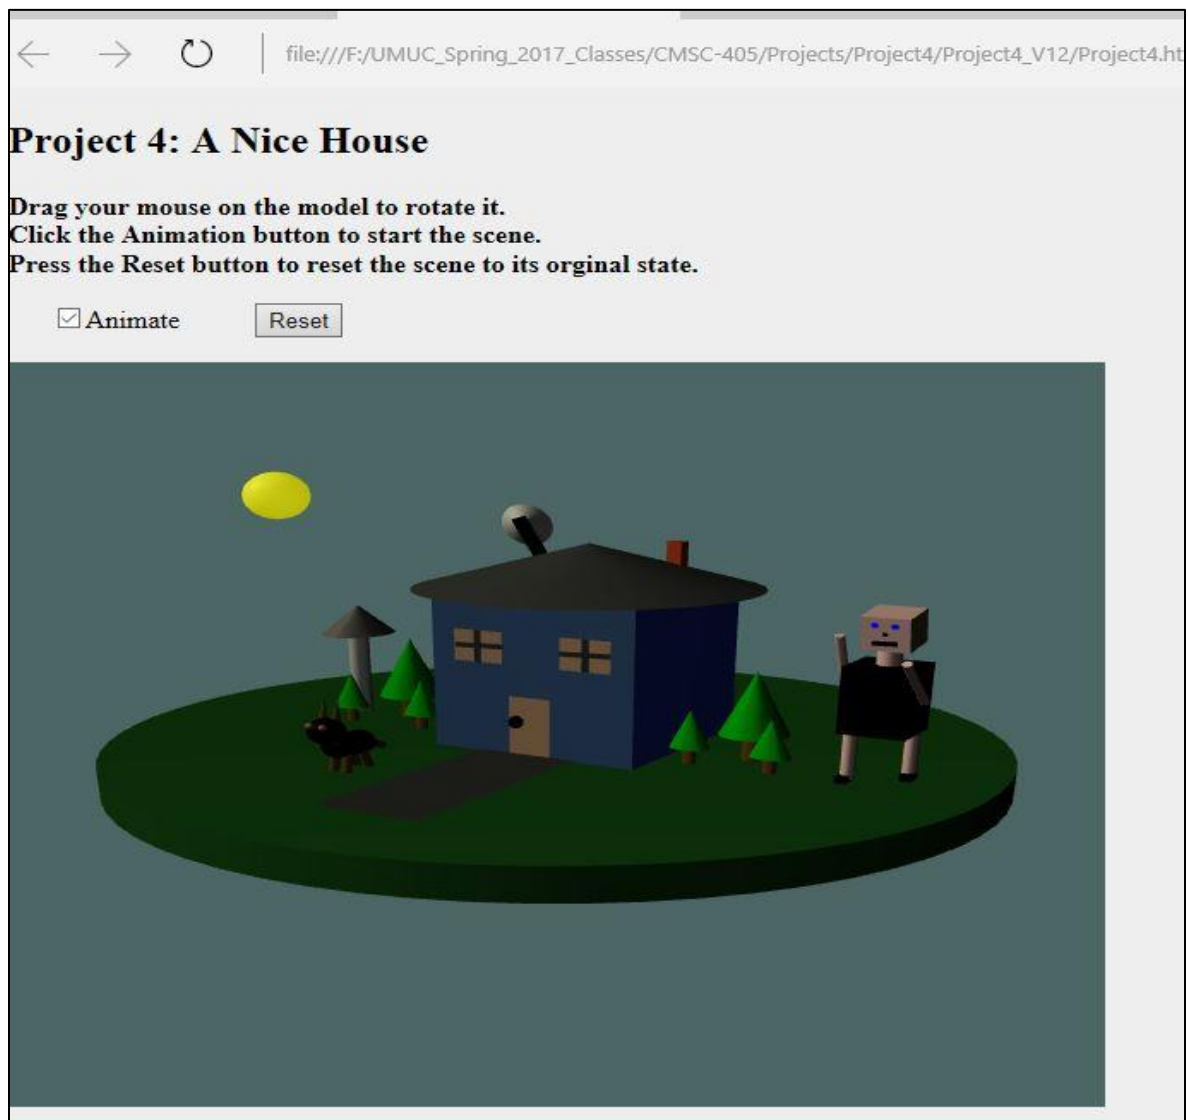 file:///F:/UMUC_Spring_2017_Classes/CMSC-405/Projects/Project4/Project4_V12/Project4.ht
Project 4: A Nice House
Drag your mouse on the model to rotate it.
Click the Animation button to start the scene.
Press the Reset button to reset the scene to its orginal state.
Animate Reset